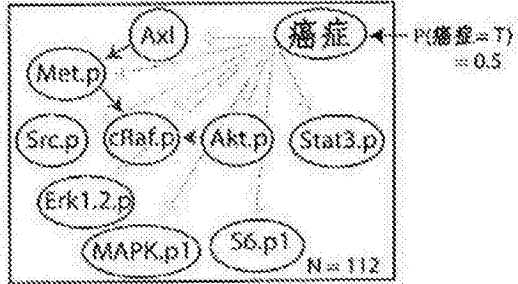 Axl
癌症
P(癌症=T)
=0.5
Met.p
Src.p
cRaf.p
Akt.p
Stat3.p
Erk1.2.p
MAPK.p1
S6.p1
N=112